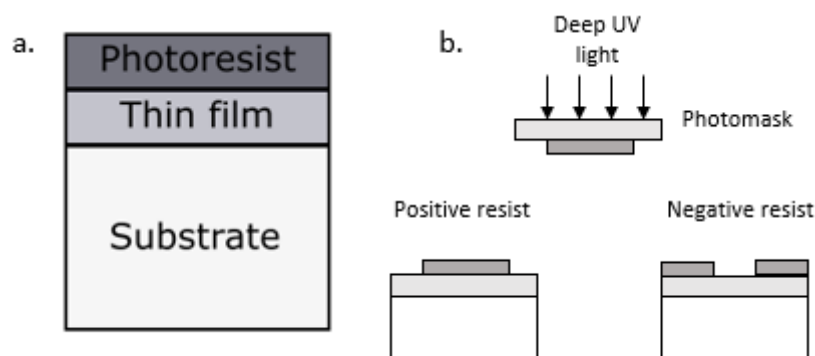 a.
Photoresist
Thin film
Substrate
b.
Deep UV
light
Photomask
Positive resist
Negative resist